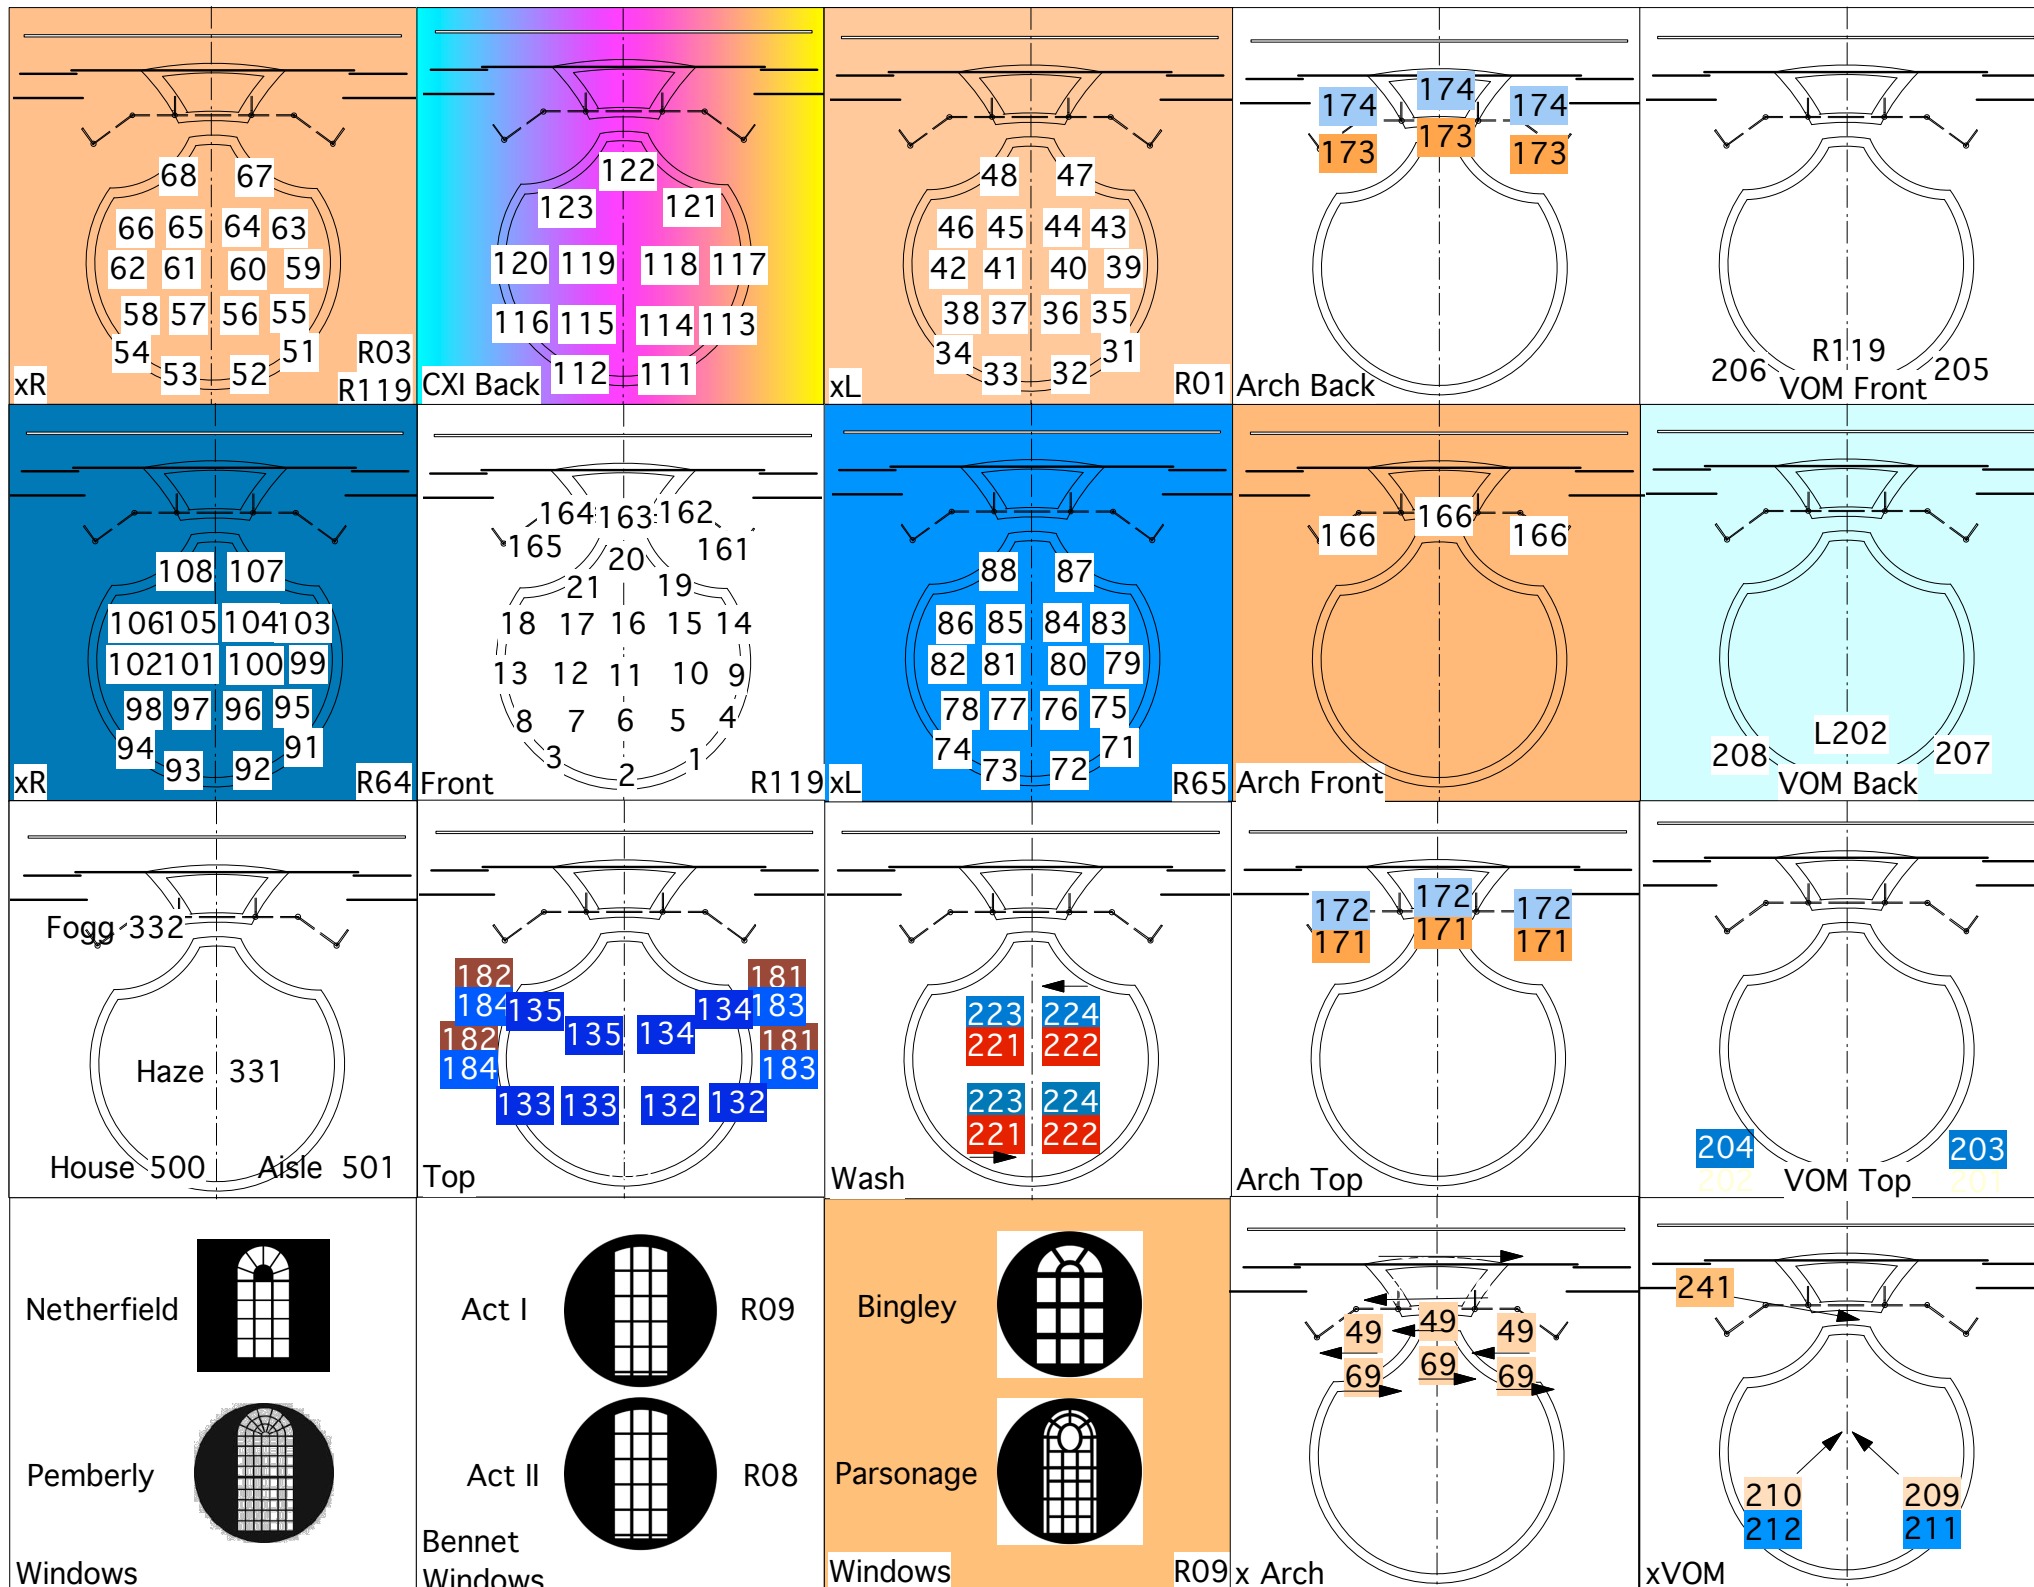 68 67
66 65 64 63
62 61 60 59
58 57 56 55
54 53 52 51
R03
xR R119
122
123 121
120 119 118 117
116 115 114 113
CXI Back 112 111
48 47
46 45 44 43
42 41 40 39
38 37 36 35
34 33 32 31
xL R01
174 174 174
173 173 173
Arch Back
R119
206 205
VOM Front
108 107
106 105 104 103
102 101 100 99
98 97 96 95
94 93 92 91
xR R64
164 163 162
165 161
20
21 19
18 17 16 15 14
13 12 11 10 9
8 7 6 5 4
3 2 1
Front R119
88 87
86 85 84 83
82 81 80 79
78 77 76 75
74 73 72 71
xL R65
166 166 166
Arch Front
L202
208 207
VOM Back
Fogg 332
Haze 331
House 500 Aisle 501
182 181
184 135 134 183
182 135 134 181
184 183
133 133 132 132
Top
223 224
221 222
223 224
221 222
Wash
172 172 172
171 171 171
Arch Top
204 203
202 VOM Top 201
Netherfield
Pemberly
Windows
Act I R09
Act II R08
Bennet
Windows
Bingley
Parsonage
Windows R09
49 49 49
69 69 69
x Arch
241
210 209
212 211
xVOM